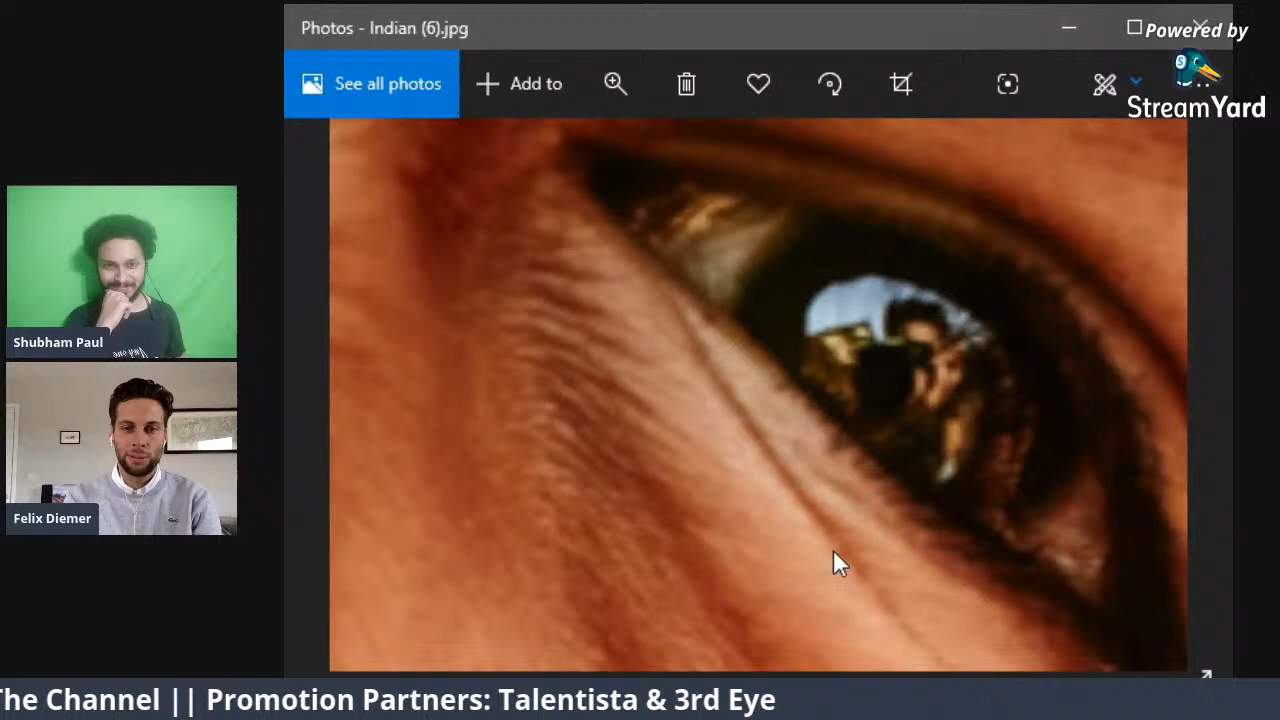 Photos - Indian (6).jpg
Powered by
See all photos
Add to
StreamYard
Shubham Paul
Felix Diemer
The Channel || Promotion Partners: Talentista & 3rd Eye